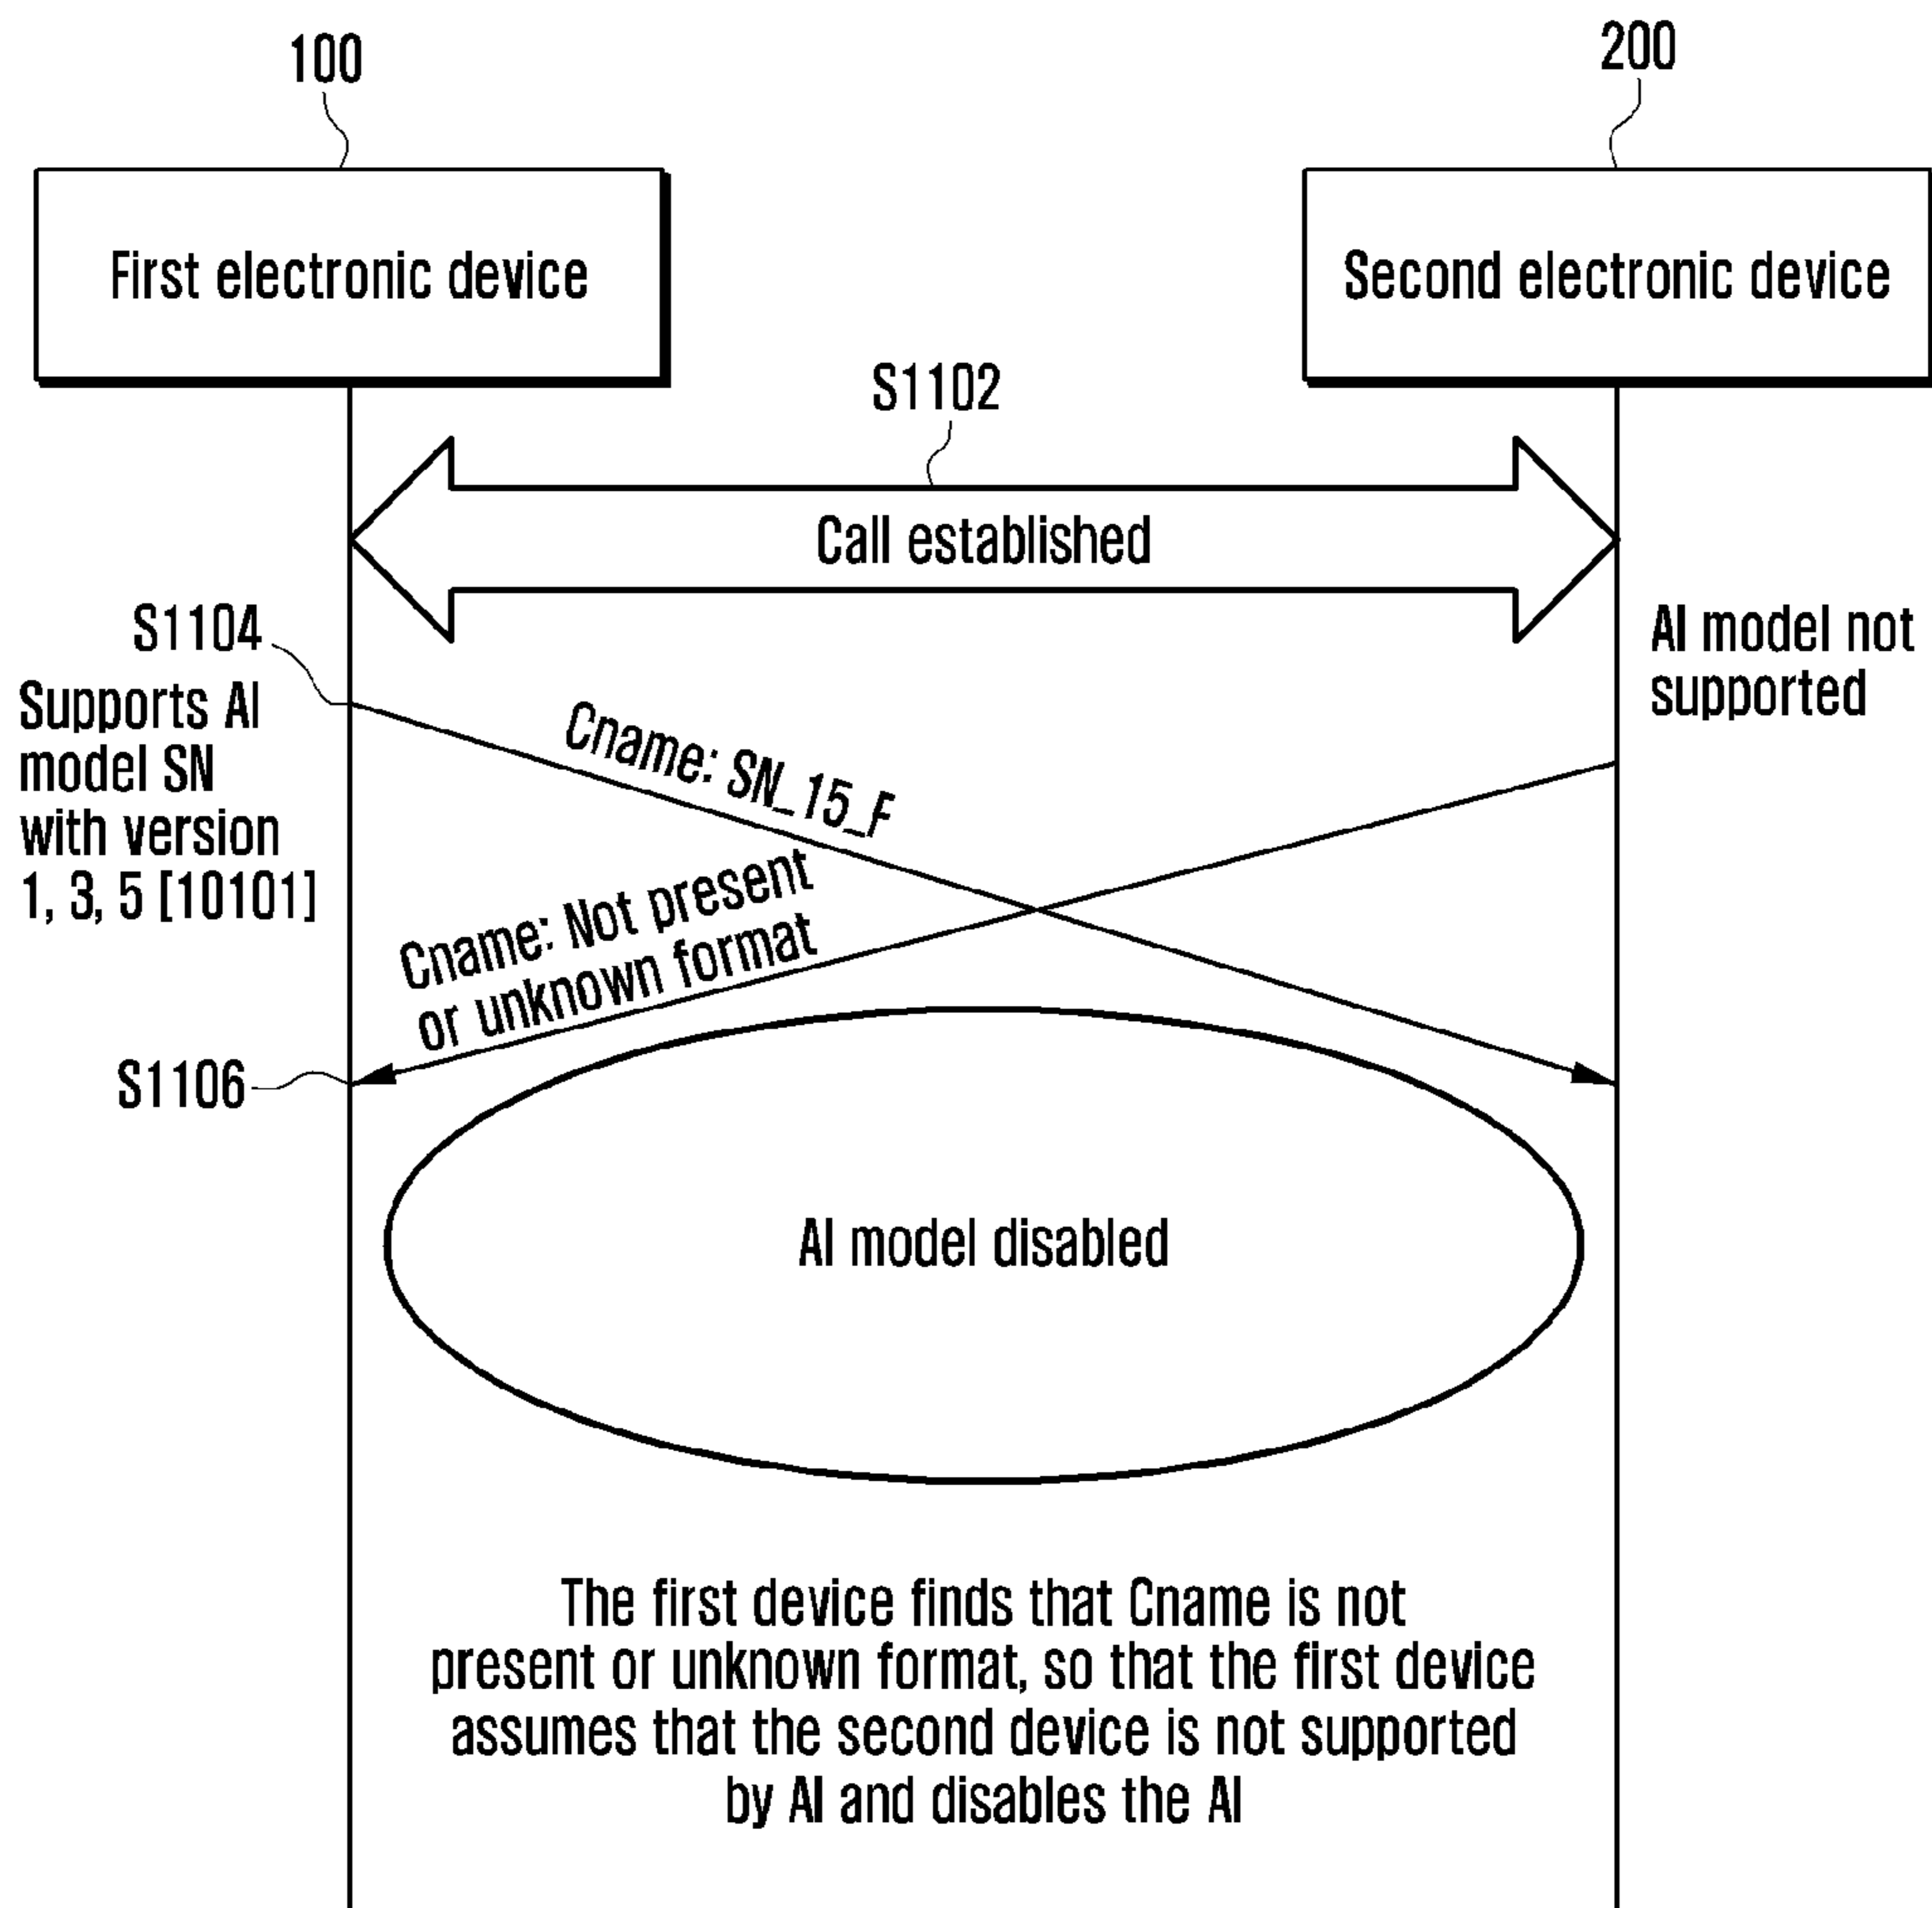 100
200
First electronic device
Second electronic device
S1102
Call established
S1104
Supports AI
model SN
with version
1, 3, 5 [10101]
AI model not
supported
Cname: SN_15_F
Cname: Not present
or unknown format
S1106
AI model disabled
The first device finds that Cname is not
present or unknown format, so that the first device
assumes that the second device is not supported
by AI and disables the AI